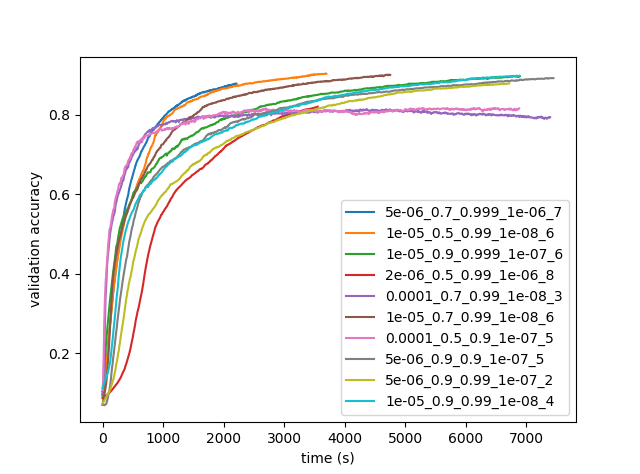 0.8
0.6
0.4
0.2
validation accuracy
0 1000 2000 3000 4000 5000 6000 7000
time (s)
5e-06_0.7_0.999_1e-06_7
1e-05_0.5_0.99_1e-08_6
1e-05_0.9_0.999_1e-07_6
2e-06_0.5_0.99_1e-06_8
0.0001_0.7_0.99_1e-08_3
1e-05_0.7_0.99_1e-08_6
0.0001_0.5_0.9_1e-07_5
5e-06_0.9_0.9_1e-07_5
5e-06_0.9_0.99_1e-07_2
1e-05_0.9_0.99_1e-08_4